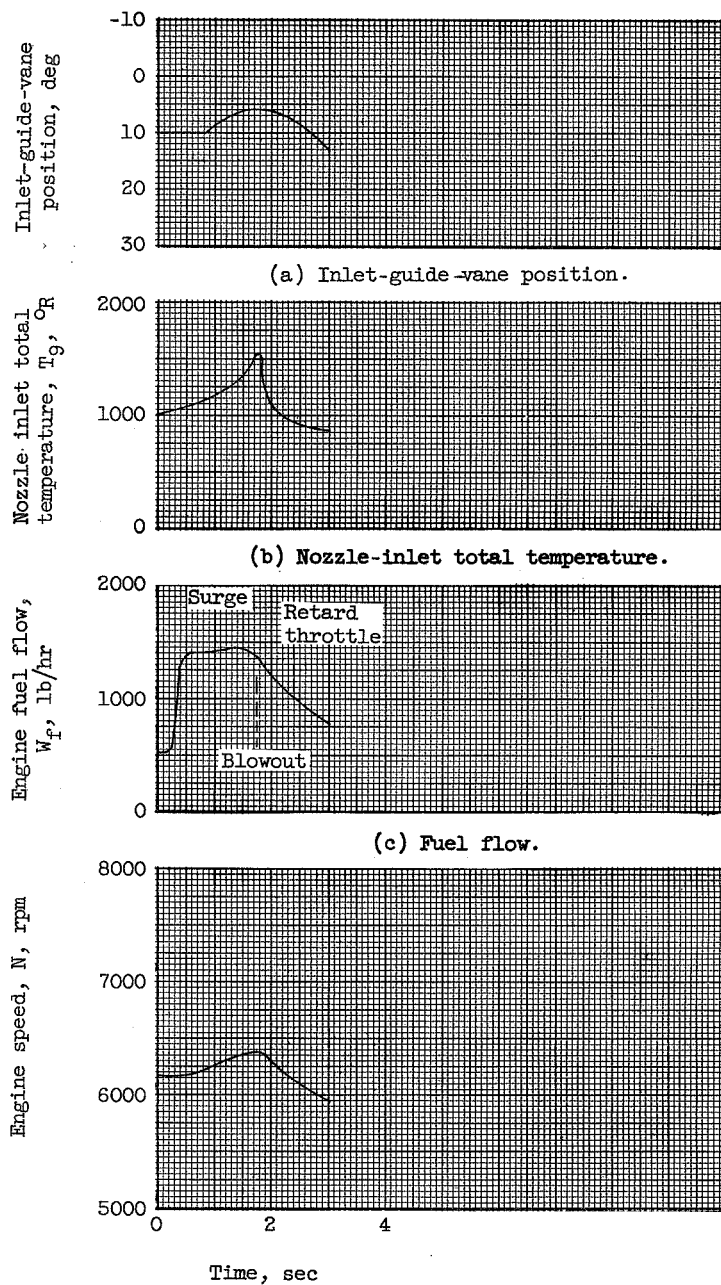 Inlet-guide-vane
position, deg
-10
0
10
20
30
(a) Inlet-guide-vane position.
Nozzle inlet total
temperature, T9, °R
2000
1000
0
(b) Nozzle-inlet total temperature.
Engine fuel flow,
Wf, lb/hr
2000
1000
0
Surge
Retard
throttle
Blowout
(c) Fuel flow.
Engine speed, N, rpm
8000
7000
6000
5000
0
2
4
Time, sec